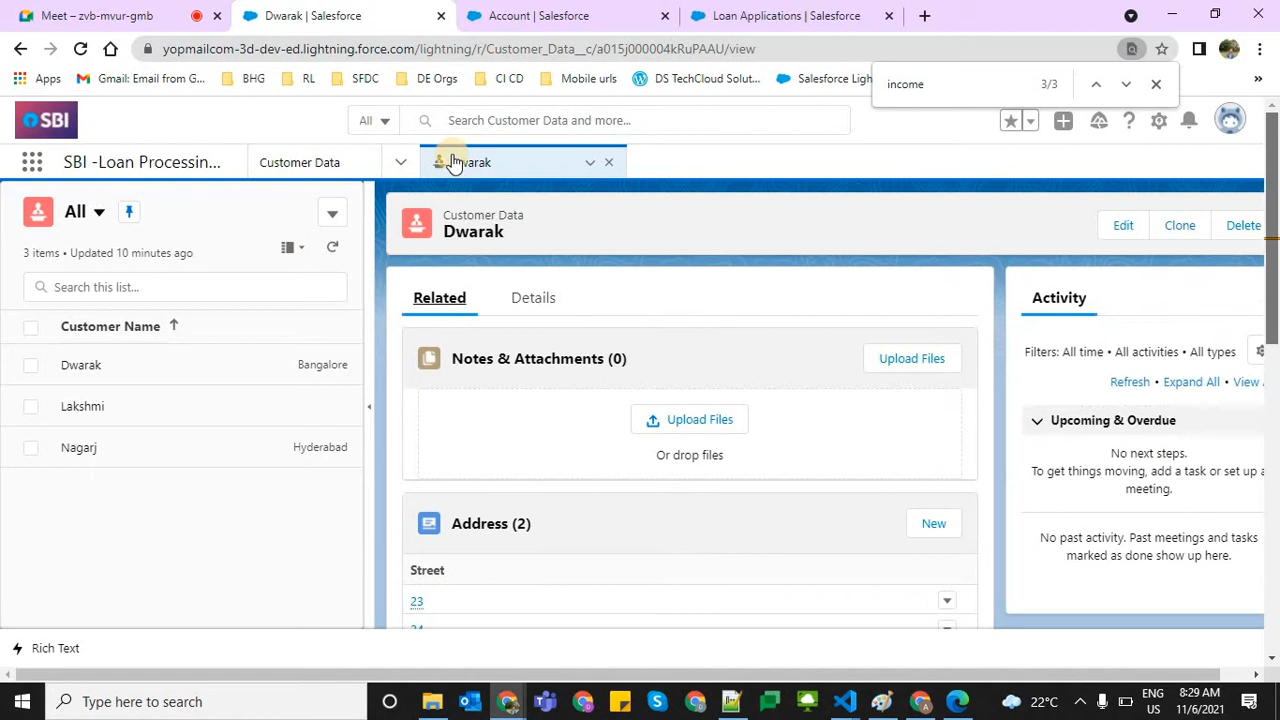 Meet – zvb-mvur-gmb
Dwarak | Salesforce
Account | Salesforce
Loan Applications | Salesforce
yopmailcom-3d-dev-ed.lightning.force.com/lightning/r/Customer_Data__c/a015j000004kRuPAAU/view
Apps
Gmail: Email from G...
BHG
RL
SFDC
DE Orgs
CI CD
Mobile urls
DS TechCloud Solut...
Salesforce Ligh
»
income
3/3
SBI
All
Search Customer Data and more...
SBI -Loan Processin...
Customer Data
Dwarak
All
3 items • Updated 10 minutes ago
Search this list...
Customer Name
Dwarak
Bangalore
Lakshmi
Nagarj
Hyderabad
Customer Data
Dwarak
Edit
Clone
Delete
Related
Details
Notes & Attachments (0)
Upload Files
Upload Files
Or drop files
Address (2)
New
Street
23
Activity
Filters: All time • All activities • All types
Refresh • Expand All • View
Upcoming & Overdue
No next steps.
To get things moving, add a task or set up a
meeting.
No past activity. Past meetings and tasks
marked as done show up here.
Rich Text
Type here to search
22°C
ENG
IN
8:29 AM
11/6/2021